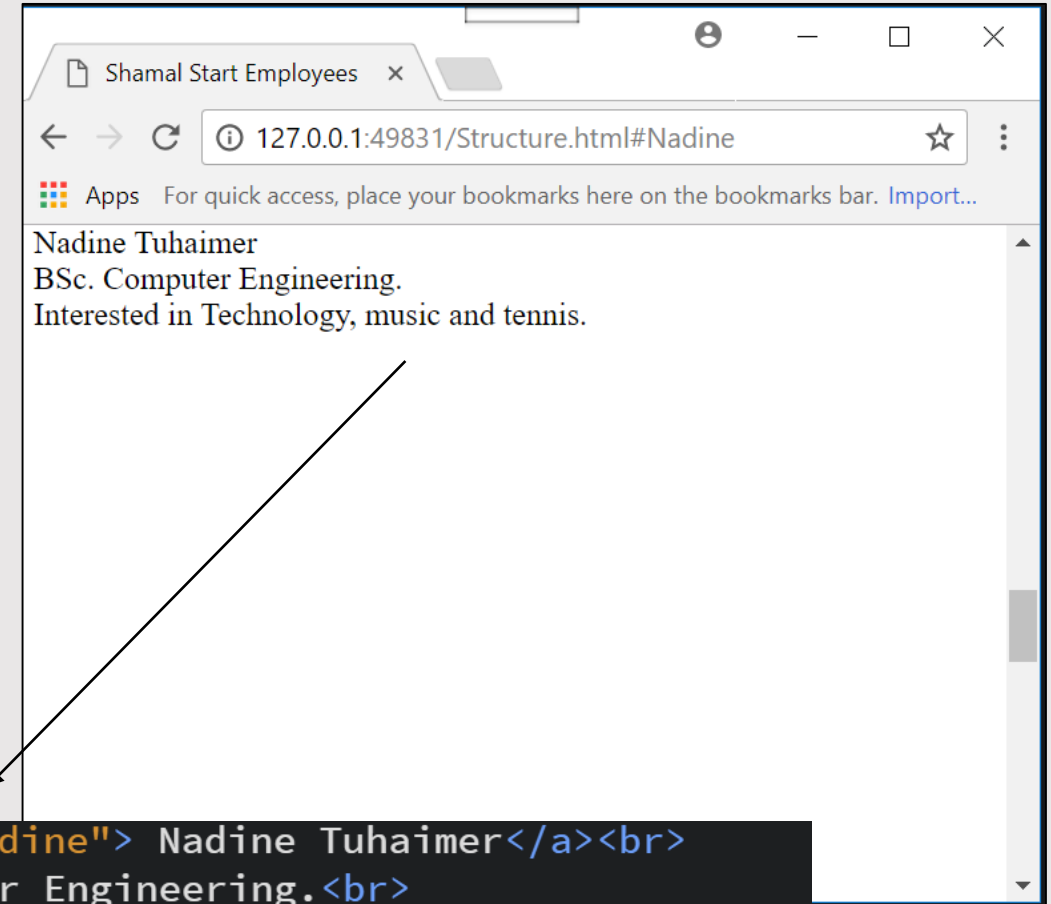 Shamal Start Employees
127.0.0.1:49831/Structure.html#Nadine
Apps For quick access, place your bookmarks here on the bookmarks bar. Import...
Nadine Tuhaimer
BSc. Computer Engineering.
Interested in Technology, music and tennis.
dine"> Nadine Tuhaimer</a><br>
r Engineering.<br>